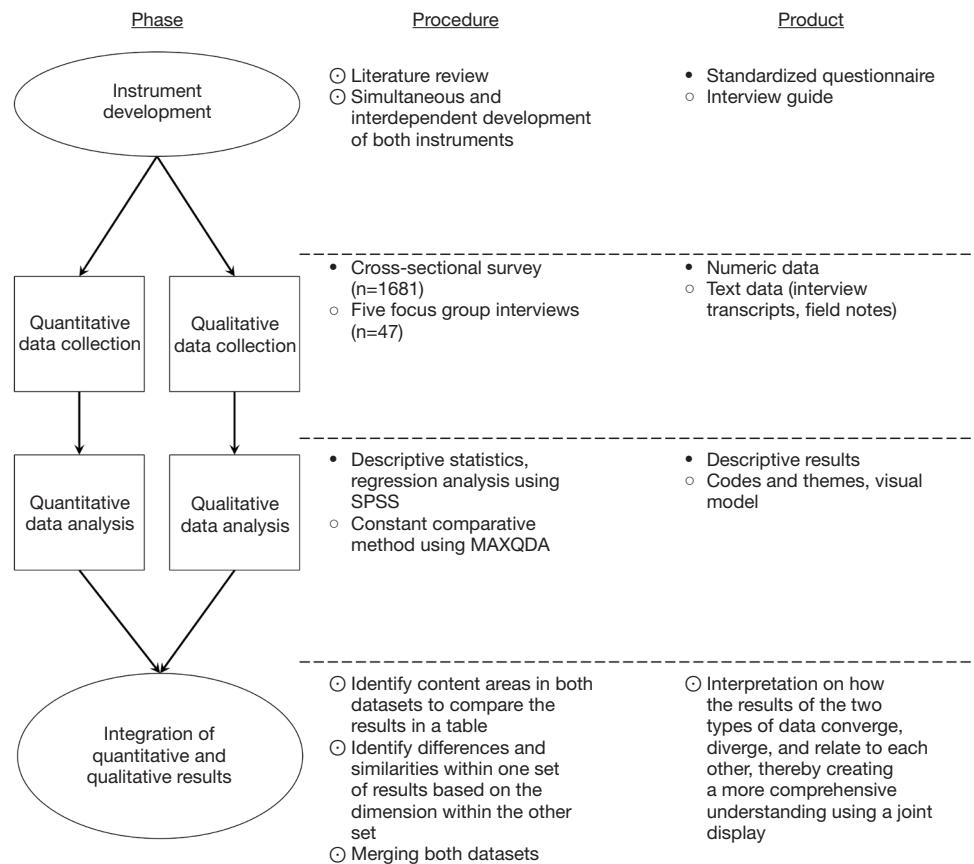 Phase
Procedure
Product
Instrument
development
⊙ Literature review
⊙ Simultaneous and
interdependent development
of both instruments
• Standardized questionnaire
○ Interview guide
Quantitative
data collection
Qualitative
data collection
• Cross-sectional survey
(n=1681)
○ Five focus group interviews
(n=47)
• Numeric data
○ Text data (interview
transcripts, field notes)
Quantitative
data analysis
Qualitative
data analysis
• Descriptive statistics,
regression analysis using
SPSS
○ Constant comparative
method using MAXQDA
• Descriptive results
○ Codes and themes, visual
model
Integration of
quantitative and
qualitative results
⊙ Identify content areas in both
datasets to compare the
results in a table
⊙ Identify differences and
similarities within one set
of results based on the
dimension within the other
set
⊙ Merging both datasets
⊙ Interpretation on how
the results of the two
types of data converge,
diverge, and relate to each
other, thereby creating
a more comprehensive
understanding using a joint
display